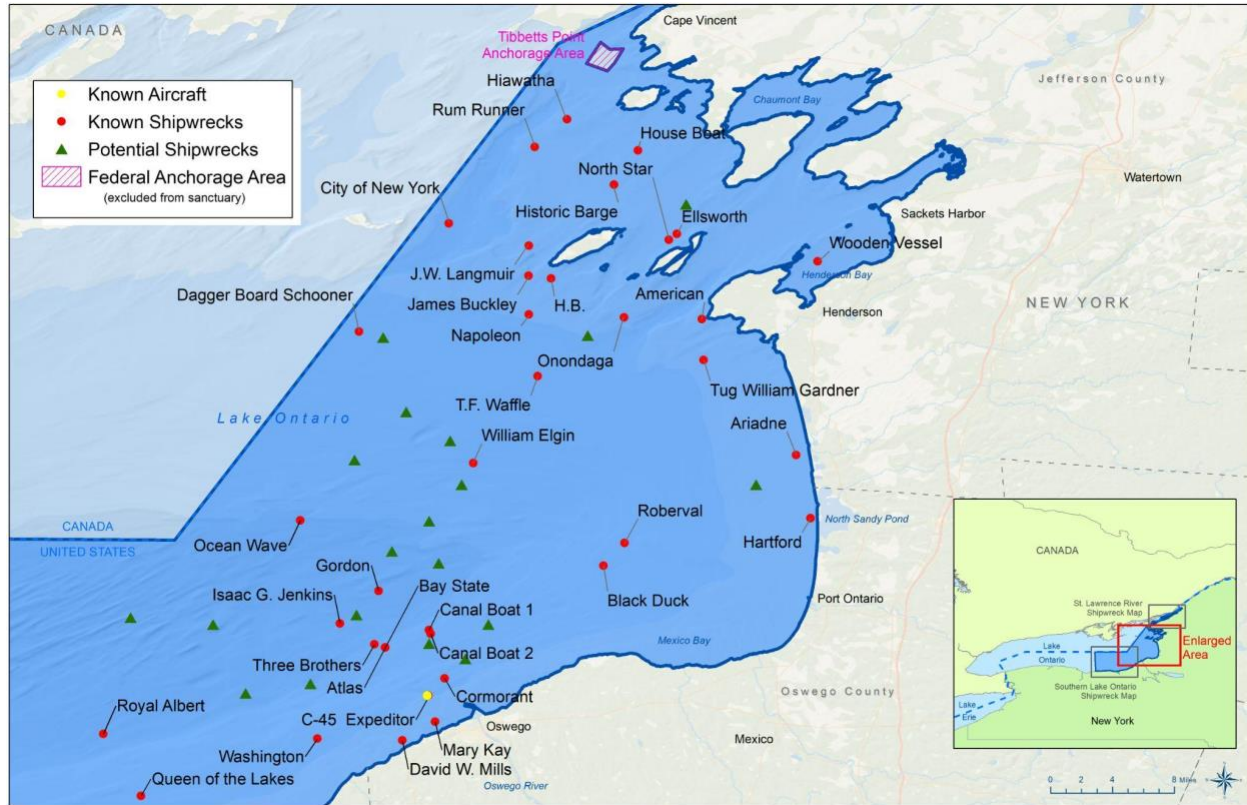 CANADA
Cape Vincent
Tibbetts Point
Anchorage Area
Jefferson County
Known Aircraft
Known Shipwrecks
Potential Shipwrecks
Federal Anchorage Area
(excluded from sanctuary)
Hiawatha
Chaumont Bay
Rum Runner
House Boat
North Star
Watertown
City of New York
Historic Barge
Ellsworth
Sackets Harbor
Wooden Vessel
J.W. Langmuir
Henderson Bay
Dagger Board Schooner
James Buckley
H.B.
American
NEW YORK
Henderson
Napoleon
Onondaga
Tug William Gardner
T.F. Waffle
Lake Ontario
Ariadne
William Elgin
Roberval
North Sandy Pond
CANADA
UNITED STATES
Ocean Wave
Hartford
Gordon
Bay State
Isaac G. Jenkins
Canal Boat 1
Black Duck
Port Ontario
Canal Boat 2
Mexico Bay
Three Brothers
Atlas
Cormorant
Oswego County
Royal Albert
C-45 Expeditor
Oswego
Mexico
Washington
Mary Kay
David W. Mills
Queen of the Lakes
Oswego River
CANADA
St. Lawrence River
Shipwreck Map
Enlarged
Area
Lake
Ontario
Southern Lake Ontario
Shipwreck Map
Lake
Erie
New York
0 2 4 8 Miles